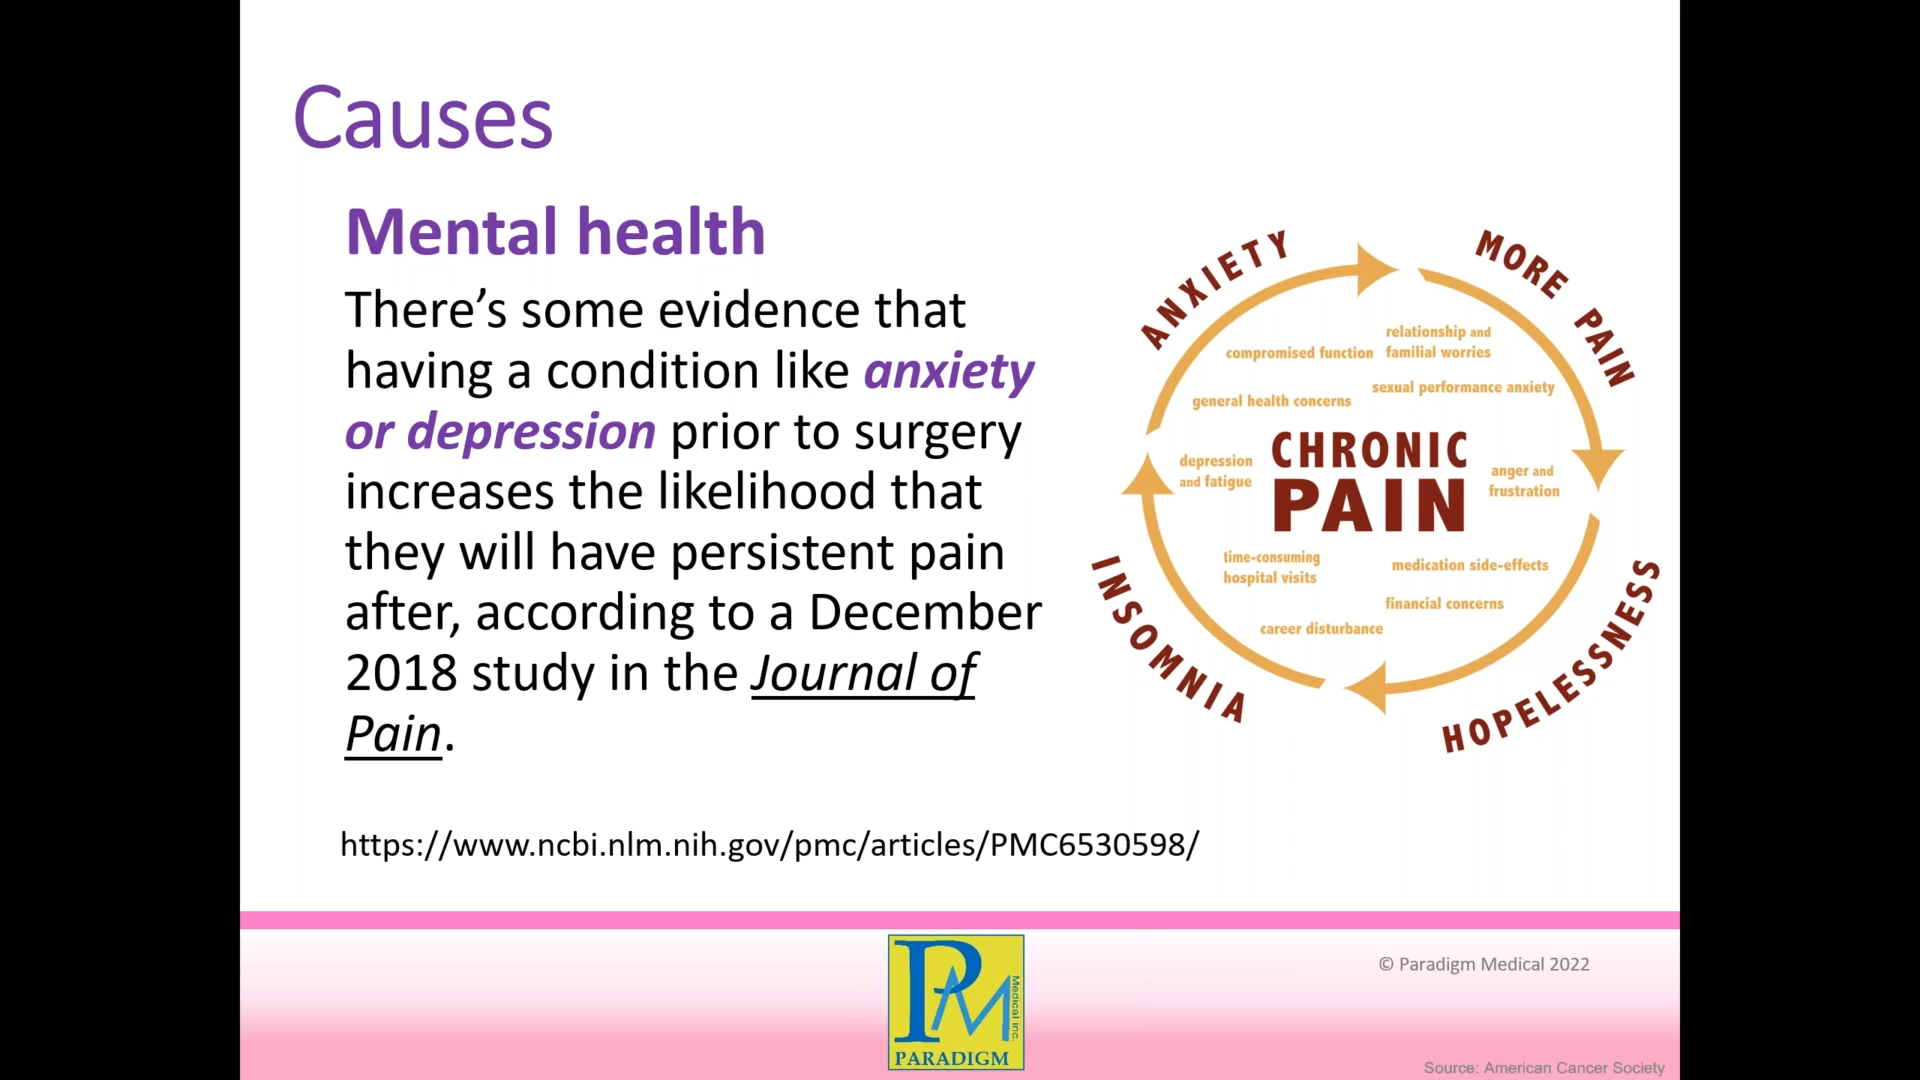 Causes
Mental health
There’s some evidence that
having a condition like anxiety
or depression prior to surgery
increases the likelihood that
they will have persistent pain
after, according to a December
2018 study in the Journal of
Pain.
https://www.ncbi.nlm.nih.gov/pmc/articles/PMC6530598/
ANXIETY
MORE PAIN
HOPELESSNESS
INSOMNIA
relationship and
familial worries
compromised function
sexual performance anxiety
general health concerns
CHRONIC
PAIN
depression
and fatigue
anger and
frustration
time-consuming
hospital visits
medication side-effects
financial concerns
career disturbance
PM
Medical inc.
PARADIGM
© Paradigm Medical 2022
Source: American Cancer Society